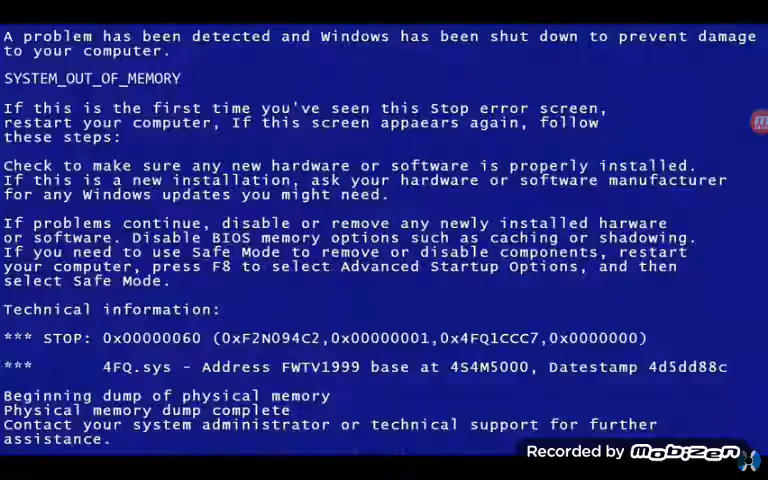 A problem has been detected and Windows has been shut down to prevent damage
to your computer.
SYSTEM_OUT_OF_MEMORY
If this is the first time you've seen this Stop error screen,
restart your computer, If this screen appaears again, follow
these steps:
Check to make sure any new hardware or software is properly installed.
If this is a new installation, ask your hardware or software manufacturer
for any Windows updates you might need.
If problems continue, disable or remove any newly installed harware
or software. Disable BIOS memory options such as caching or shadowing.
If you need to use Safe Mode to remove or disable components, restart
your computer, press F8 to select Advanced Startup Options, and then
select Safe Mode.
Technical information:
*** STOP: 0x00000060 (0xF2N094C2,0x00000001,0x4FQ1CCC7,0x0000000)
*** 4FQ.sys - Address FWTV1999 base at 4S4M5000, Datestamp 4d5dd88c
Beginning dump of physical memory
Physical memory dump complete
Contact your system administrator or technical support for further
assistance.
Recorded by Mobizen